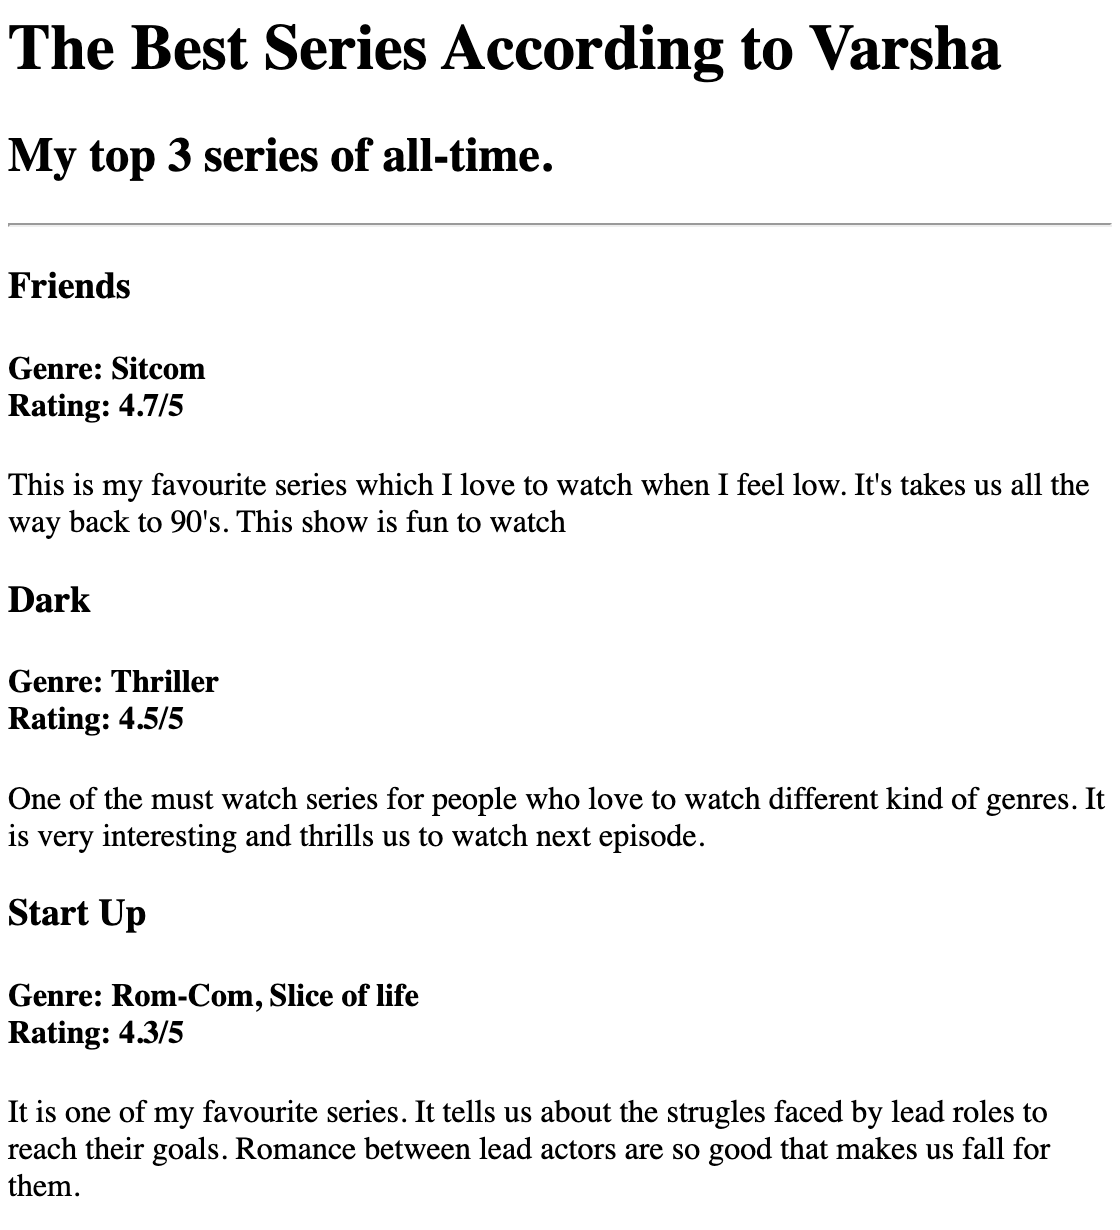 The Best Series According to Varsha
My top 3 series of all-time.
Friends
Genre: Sitcom
Rating: 4.7/5
This is my favourite series which I love to watch when I feel low. It's takes us all the
way back to 90's. This show is fun to watch
Dark
Genre: Thriller
Rating: 4.5/5
One of the must watch series for people who love to watch different kind of genres. It
is very interesting and thrills us to watch next episode.
Start Up
Genre: Rom-Com, Slice of life
Rating: 4.3/5
It is one of my favourite series. It tells us about the strugles faced by lead roles to
reach their goals. Romance between lead actors are so good that makes us fall for
them.